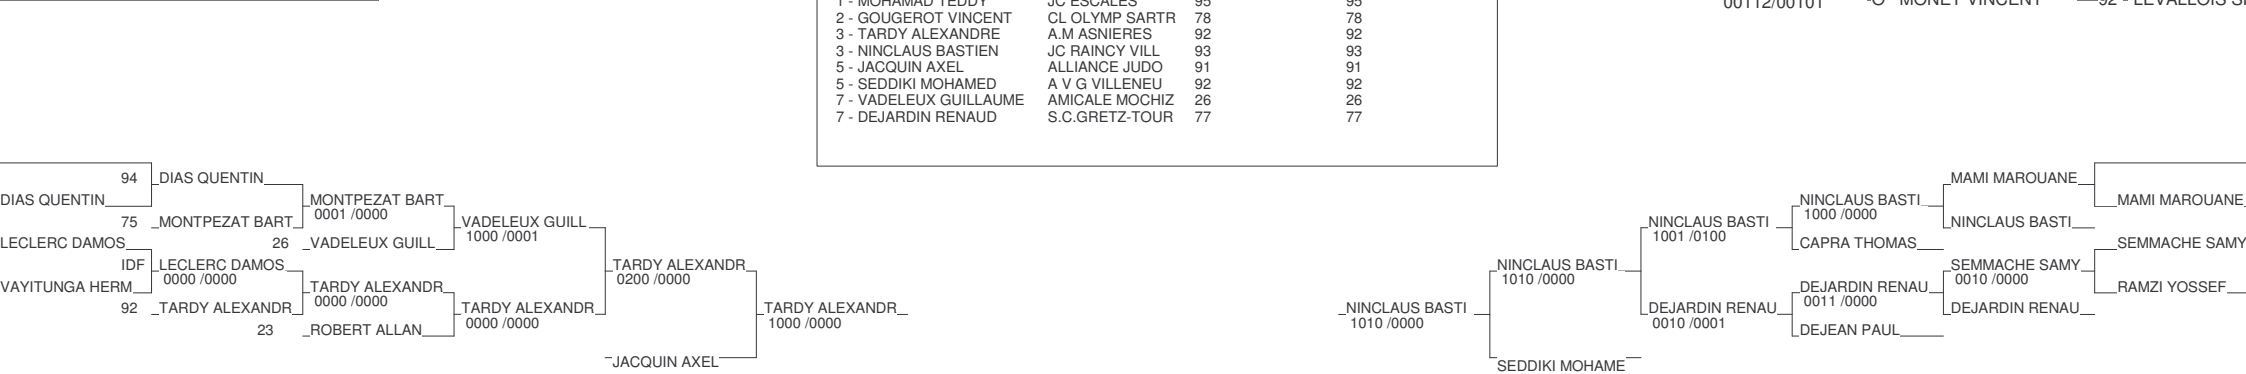 1 - MOHAMAD TEDDY JC ESCALES 95 95
2 - GOUGEROT VINCENT CL OLYMP SARTR 78 78
3 - TARDY ALEXANDRE A.M ASNIERES 92 92
3 - NINCLAUS BASTIEN JC RAINCY VILL 93 93
5 - JACQUIN AXEL ALLIANCE JUDO 91 91
5 - SEDDIKI MOHAMED A V G VILLENEU 92 92
7 - VADELEUX GUILLAUME AMICALE MOCHIZ 26 26
7 - DEJARDIN RENAUD S.C.GRETZ-TOUR 77 77
00112/00101 MONET VINCENT 92 - LEVALLOIS
94 DIAS QUENTIN
DIAS QUENTIN
75 MONTPEZAT BART
LECLERC DAMOS
IDF LECLERC DAMOS
0000 /0000
VAYITUNGA HERM
92 TARDY ALEXANDR
MONTPEZAT BART
0001 /0000
26 VADELEUX GUILL
TARDY ALEXANDR
0000 /0000
23 ROBERT ALLAN
VADELEUX GUILL
1000 /0001
TARDY ALEXANDR
0000 /0000
TARDY ALEXANDR
0200 /0000
JACQUIN AXEL
TARDY ALEXANDR
1000 /0000
NINCLAUS BASTI
1010 /0000
NINCLAUS BASTI
1010 /0000
SEDDIKI MOHAME
NINCLAUS BASTI
1001 /0100
DEJARDIN RENAU
0010 /0001
NINCLAUS BASTI
1000 /0000
CAPRA THOMAS
DEJARDIN RENAU
0011 /0000
DEJEAN PAUL
MAMI MAROUANE
NINCLAUS BASTI
SEMMACHE SAMY
0010 /0000
DEJARDIN RENAU
MAMI MAROUANE
SEMMACHE SAMY
RAMZI YOSSEF